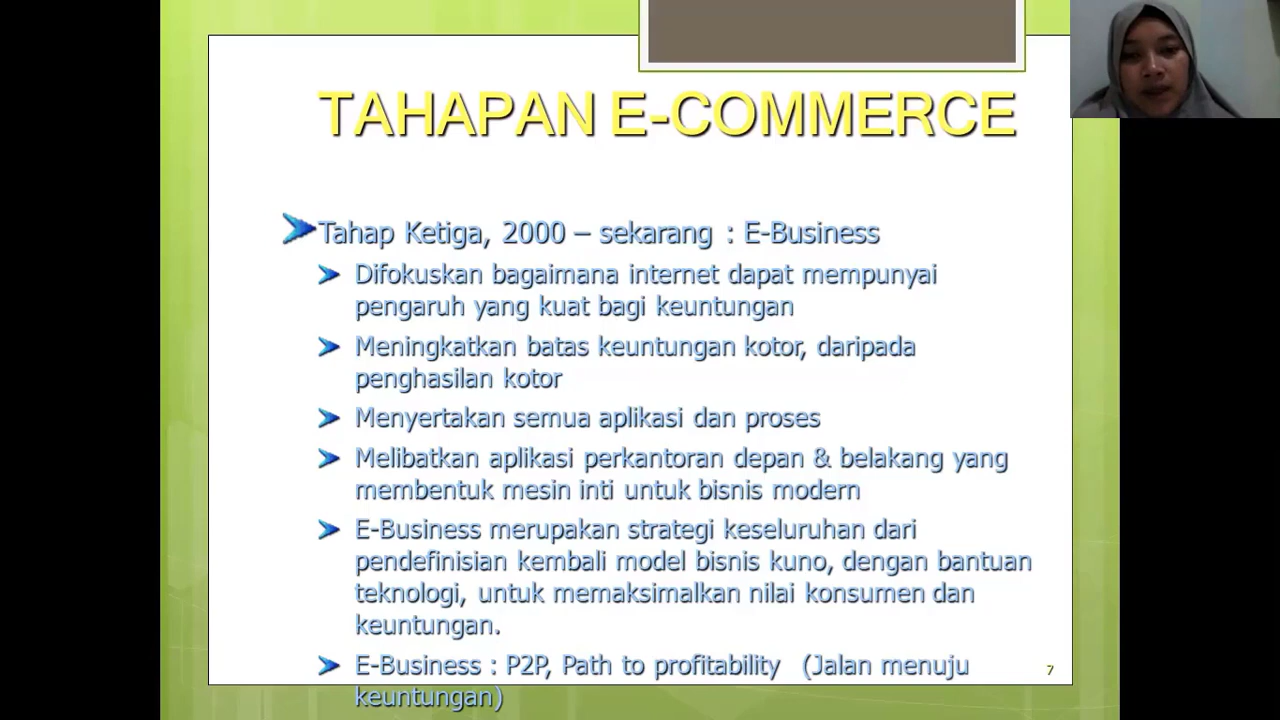 TAHAPAN E-COMMERCE
Tahap Ketiga, 2000 – sekarang : E-Business
Difokuskan bagaimana internet dapat mempunyai
pengaruh yang kuat bagi keuntungan
Meningkatkan batas keuntungan kotor, daripada
penghasilan kotor
Menyertakan semua aplikasi dan proses
Melibatkan aplikasi perkantoran depan & belakang yang
membentuk mesin inti untuk bisnis modern
E-Business merupakan strategi keseluruhan dari
pendefinisian kembali model bisnis kuno, dengan bantuan
teknologi, untuk memaksimalkan nilai konsumen dan
keuntungan.
E-Business : P2P, Path to profitability (Jalan menuju
keuntungan)
7